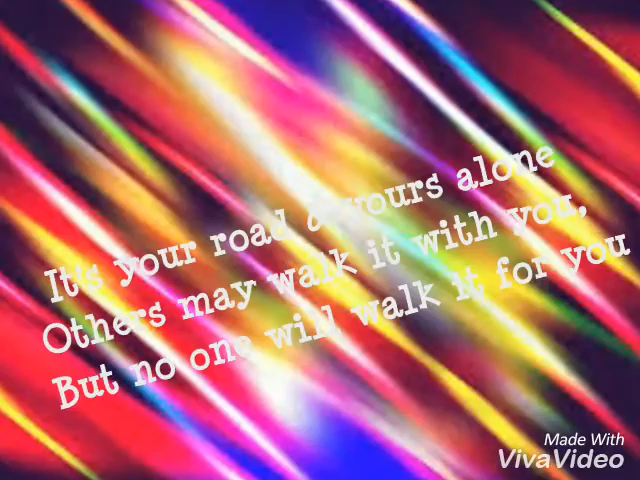 It's your road & yours alone
Others may walk it with you,
But no one will walk it for you
Made With
VivaVideo